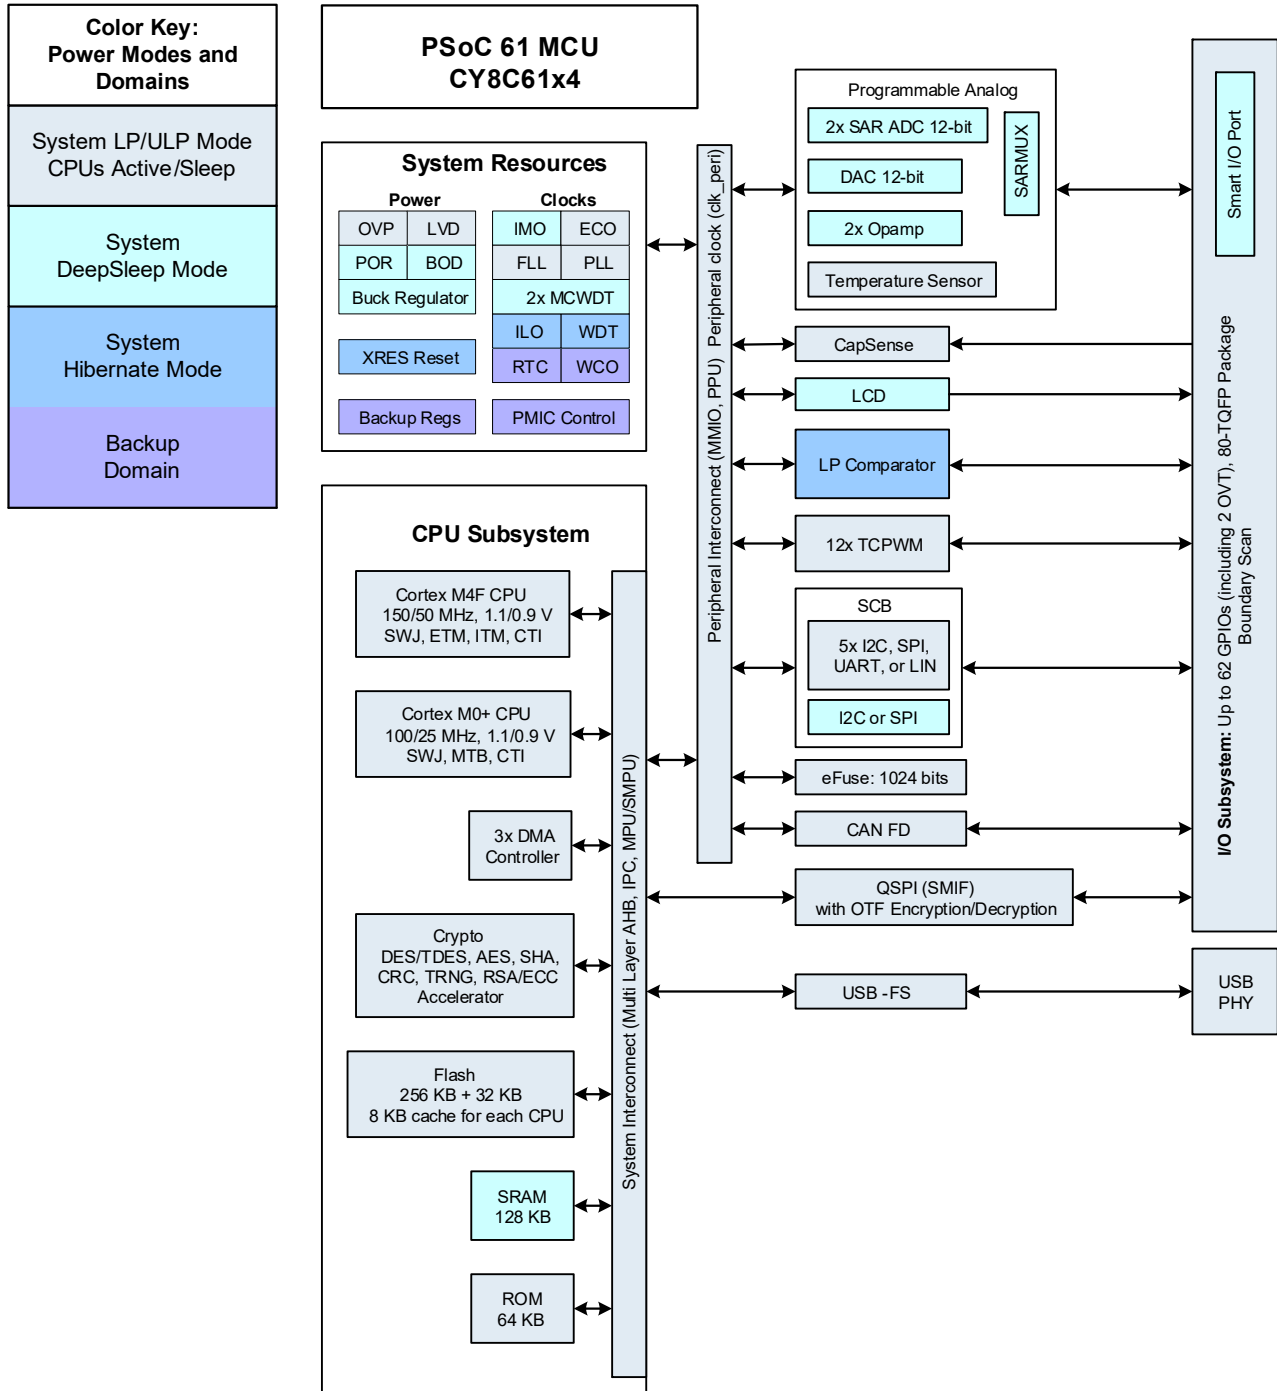 Color Key:
Power Modes and
Domains
System LP/ULP Mode
CPUs Active/Sleep
System
DeepSleep Mode
System
Hibernate Mode
Backup
Domain
PSoC 61 MCU
CY8C61x4
System Resources
Power
Clocks
OVP
LVD
POR
BOD
Buck Regulator
XRES Reset
Backup Regs
IMO
ECO
FLL
PLL
2x MCWDT
ILO
WDT
RTC
WCO
PMIC Control
CPU Subsystem
Cortex M4F CPU
150/50 MHz, 1.1/0.9 V
SWJ, ETM, ITM, CTI
Cortex M0+ CPU
100/25 MHz, 1.1/0.9 V
SWJ, MTB, CTI
3x DMA
Controller
Crypto
DES/TDES, AES, SHA,
CRC, TRNG, RSA/ECC
Accelerator
Flash
256 KB + 32 KB
8 KB cache for each CPU
SRAM
128 KB
ROM
64 KB
System Interconnect (Multi Layer AHB, IPC, MPU/SMPU)
Peripheral Interconnect (MMIO, PPU) Peripheral clock (clk_peri)
Programmable Analog
2x SAR ADC 12-bit
DAC 12-bit
2x Opamp
Temperature Sensor
SARMUX
CapSense
LCD
LP Comparator
12x TCPWM
SCB
5x I2C, SPI,
UART, or LIN
I2C or SPI
eFuse: 1024 bits
CAN FD
QSPI (SMIF)
with OTF Encryption/Decryption
USB -FS
Smart I/O Port
I/O Subsystem: Up to 62 GPIOs (including 2 OVT), 80-TQFP Package
Boundary Scan
USB
PHY